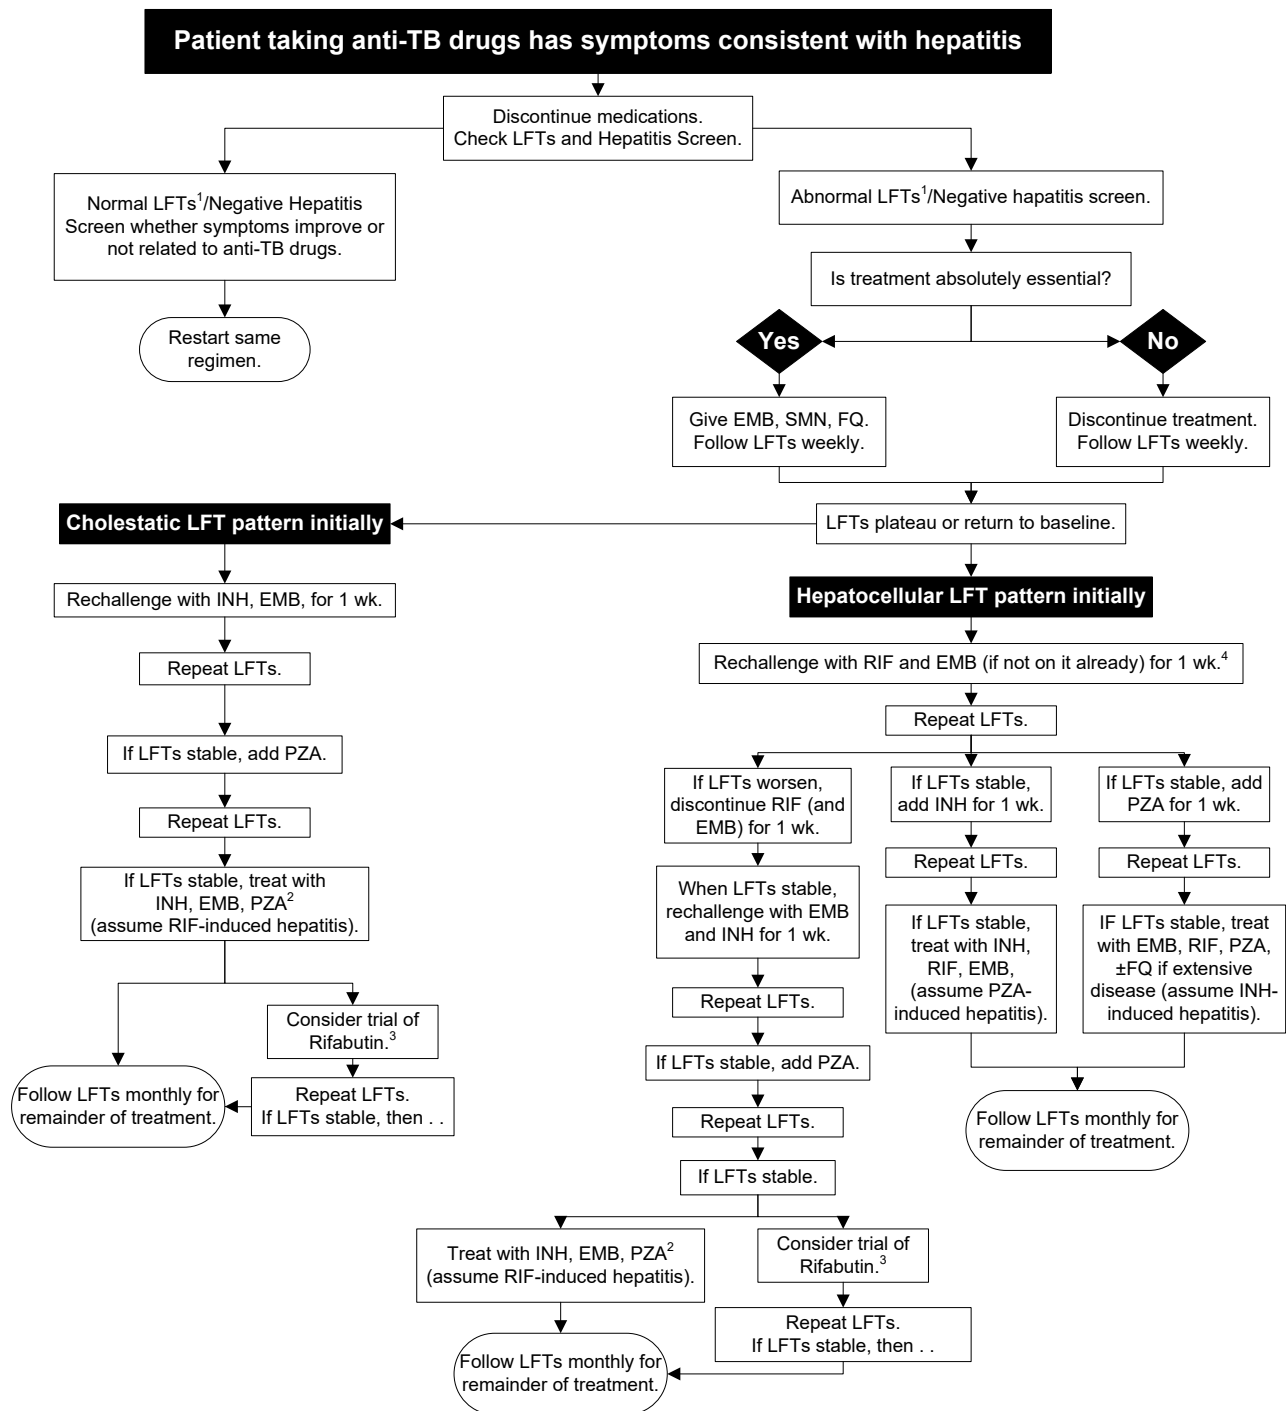 Patient taking anti-TB drugs has symptoms consistent with hepatitis
Discontinue medications.
Check LFTs and Hepatitis Screen.
Normal LFTs¹/Negative Hepatitis
Screen whether symptoms improve or
not related to anti-TB drugs.
Restart same
regimen.
Abnormal LFTs¹/Negative hapatitis screen.
Is treatment absolutely essential?
Yes
No
Give EMB, SMN, FQ.
Follow LFTs weekly.
Discontinue treatment.
Follow LFTs weekly.
LFTs plateau or return to baseline.
Cholestatic LFT pattern initially
Rechallenge with INH, EMB, for 1 wk.
Repeat LFTs.
If LFTs stable, add PZA.
Repeat LFTs.
If LFTs stable, treat with
INH, EMB, PZA²
(assume RIF-induced hepatitis).
Consider trial of
Rifabutin.³
Repeat LFTs.
If LFTs stable, then . .
Follow LFTs monthly for
remainder of treatment.
Hepatocellular LFT pattern initially
Rechallenge with RIF and EMB (if not on it already) for 1 wk.⁴
Repeat LFTs.
If LFTs worsen,
discontinue RIF (and
EMB) for 1 wk.
When LFTs stable,
rechallenge with EMB
and INH for 1 wk.
Repeat LFTs.
If LFTs stable, add PZA.
Repeat LFTs.
If LFTs stable.
Treat with INH, EMB, PZA²
(assume RIF-induced hepatitis).
Consider trial of
Rifabutin.³
Repeat LFTs.
If LFTs stable, then . .
Follow LFTs monthly for
remainder of treatment.
If LFTs stable,
add INH for 1 wk.
Repeat LFTs.
If LFTs stable,
treat with INH,
RIF, EMB,
(assume PZA-
induced hepatitis).
If LFTs stable, add
PZA for 1 wk.
Repeat LFTs.
IF LFTs stable, treat
with EMB, RIF, PZA,
±FQ if extensive
disease (assume INH-
induced hepatitis).
Follow LFTs monthly for
remainder of treatment.